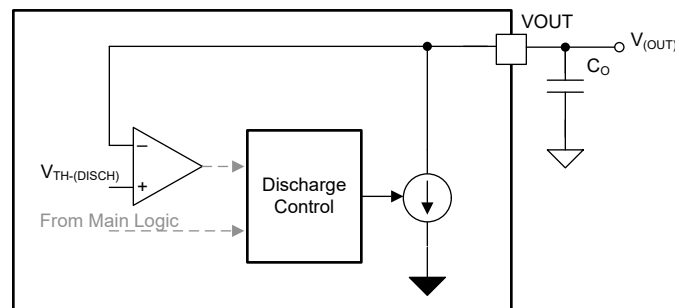 VOUT
V(OUT)
CO
−
VTH-(DISCH)
+
Discharge
Control
From Main Logic